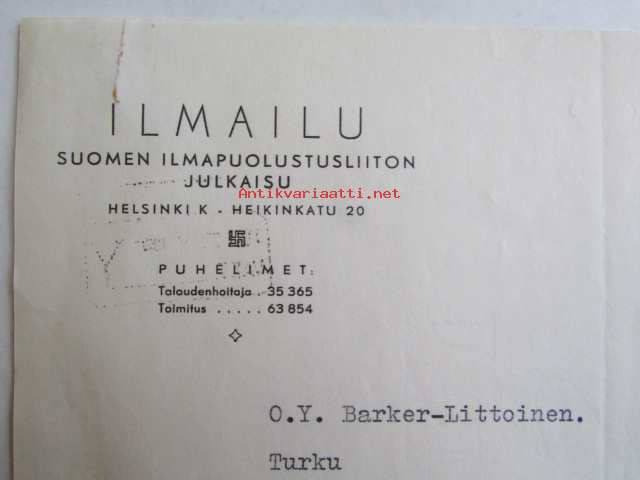 ILMAILU
SUOMEN ILMAPUOLUSTUSLIITON
JULKAISU
Antikvariaatti.net
HELSINKI K - HEIKINKATU 20
PUHELIMET:
Taloudenhoitaja . 35 365
Toimitus . . . . . 63 854
O.Y. Barker-Littoinen.
Turku